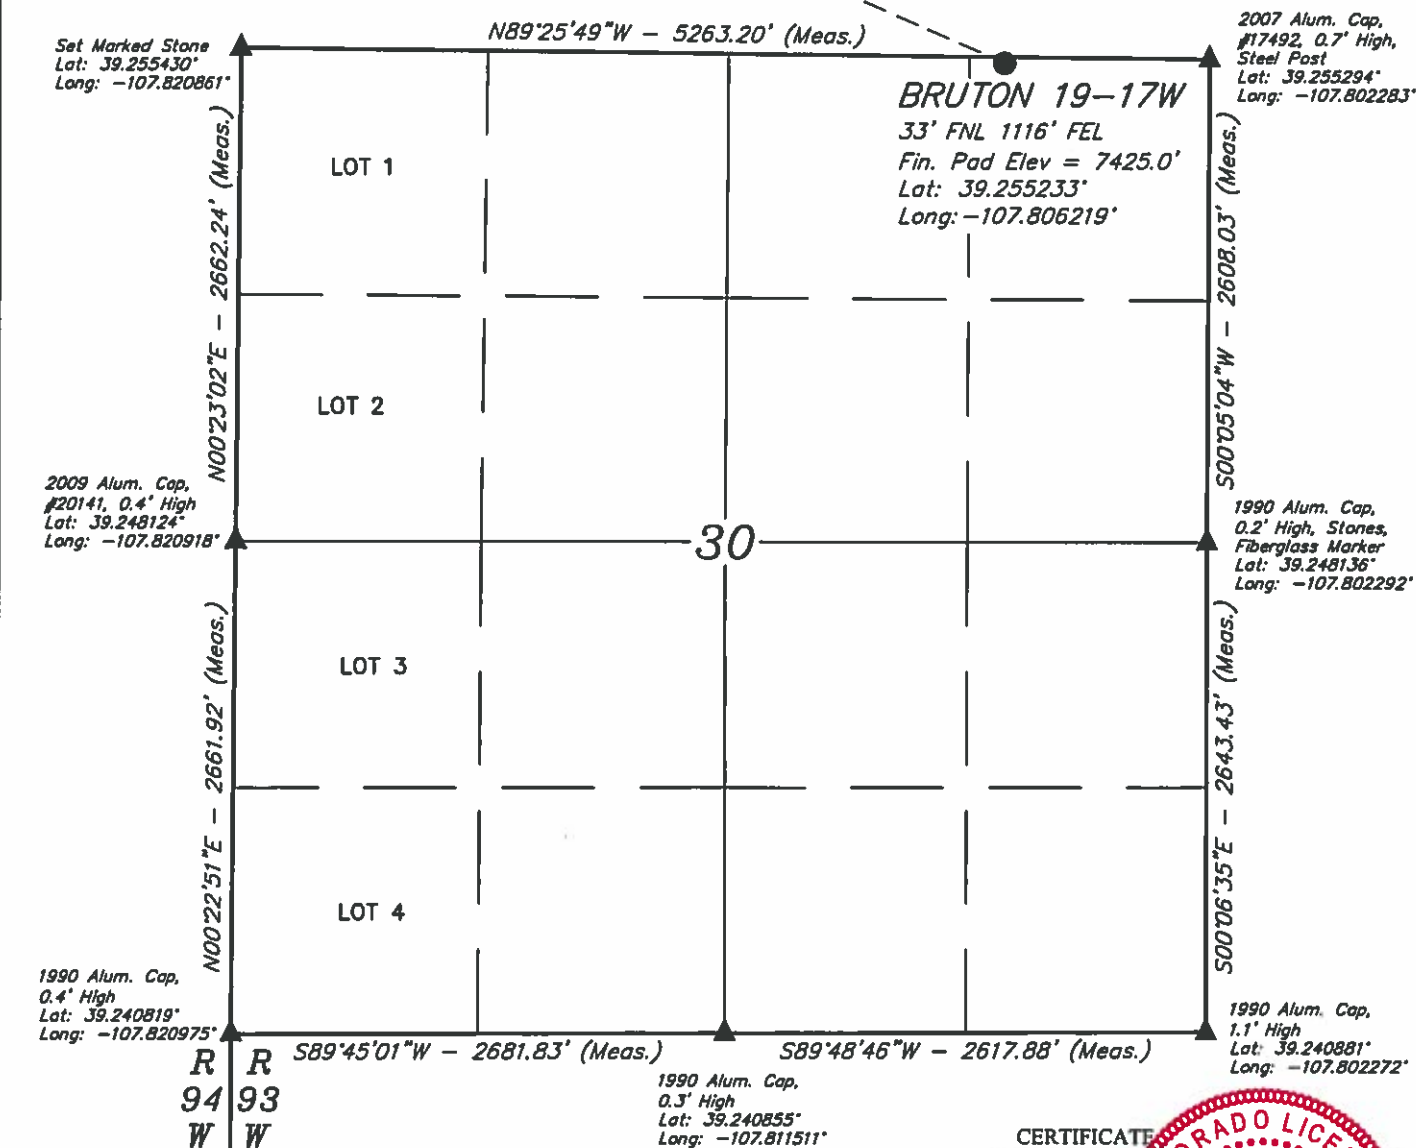 N89°25'49"W – 5263.20' (Meas.)
Set Marked Stone
Lat: 39.255430°
Long: –107.820861°
2007 Alum. Cap,
#17492, 0.7' High,
Steel Post
Lat: 39.255294°
Long: –107.802283°
BRUTON 19–17W
33' FNL 1116' FEL
Fin. Pad Elev = 7425.0'
Lat: 39.255233°
Long: –107.806219°
N00°23'02"E – 2662.24' (Meas.)
S00°05'04"W – 2608.03' (Meas.)
LOT 1
LOT 2
2009 Alum. Cap,
#20141, 0.4' High
Lat: 39.248124°
Long: –107.820918°
30
1990 Alum. Cap,
0.2' High, Stones,
Fiberglass Marker
Lat: 39.248136°
Long: –107.802292°
N00°22'51"E – 2661.92' (Meas.)
S00°06'35"E – 2643.43' (Meas.)
LOT 3
LOT 4
1990 Alum. Cap,
0.4' High
Lat: 39.240819°
Long: –107.820975°
1990 Alum. Cap,
1.1' High
Lat: 39.240881°
Long: –107.802272°
S89°45'01"W – 2681.83' (Meas.)
S89°48'46"W – 2617.88' (Meas.)
R R
94 93
W W
1990 Alum. Cap,
0.3' High
Lat: 39.240855°
Long: –107.811511°
CERTIFICATE
RADO LICE